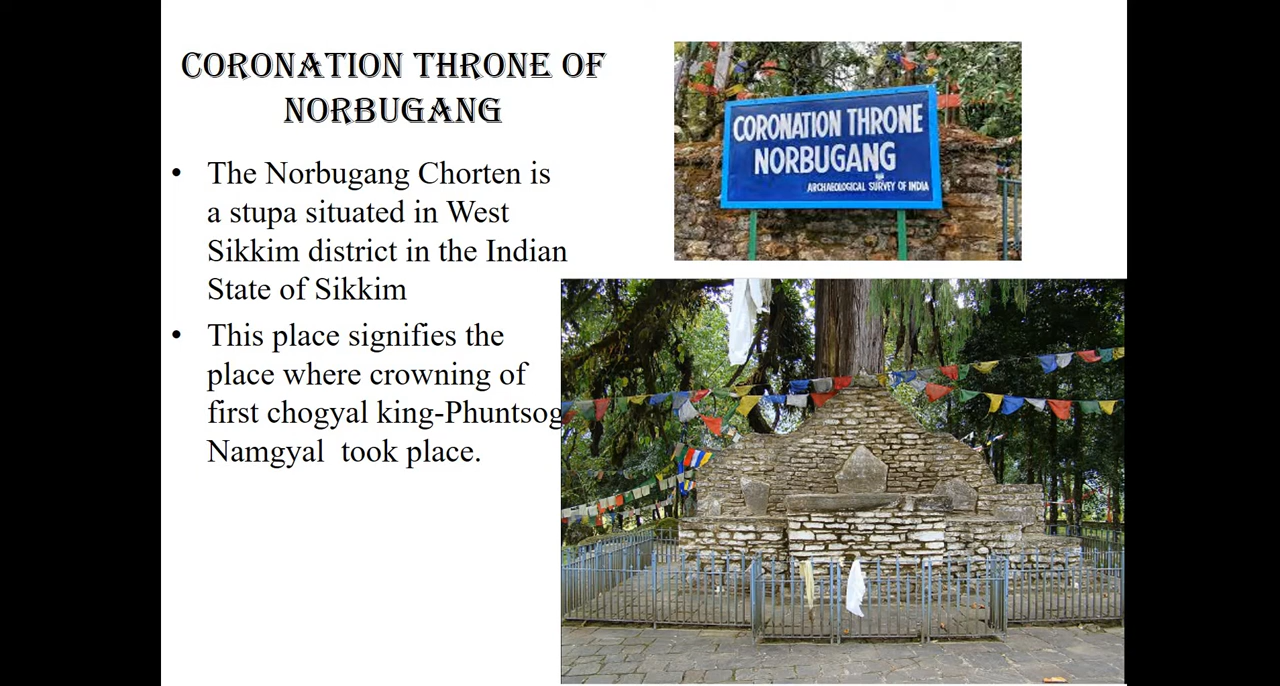 CORONATION THRONE OF
NORBUGANG
• The Norbugang Chorten is
a stupa situated in West
Sikkim district in the Indian
State of Sikkim
• This place signifies the
place where crowning of
first chogyal king-Phuntsog
Namgyal took place.
CORONATION THRONE
NORBUGANG
ARCHAEOLOGICAL SURVEY OF INDIA